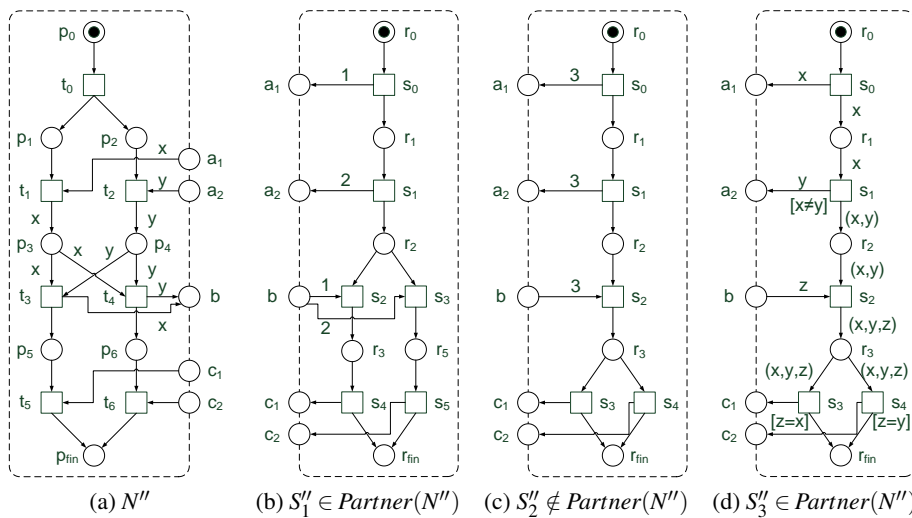 p0
t0
p1
p2
x
a1
t1
t2
y
a2
x
y
p3
x
y
p4
x
y
t3
t4
y
b
x
p5
p6
c1
t5
t6
c2
pfin
(a) N″
r0
a1
1
s0
r1
a2
2
s1
r2
b
1
s2
s3
2
r3
r5
c1
s4
s5
c2
rfin
(b) S″1 ∈ Partner(N″)
r0
a1
3
s0
r1
a2
3
s1
r2
b
3
s2
r3
c1
s3
s4
c2
rfin
(c) S″2 ∉ Partner(N″)
r0
a1
x
s0
x
r1
x
a2
y
s1
[x≠y]
(x,y)
r2
(x,y)
b
z
s2
(x,y,z)
r3
(x,y,z)
(x,y,z)
c1
s3
s4
[z=x]
[z=y]
c2
rfin
(d) S″3 ∈ Partner(N″)